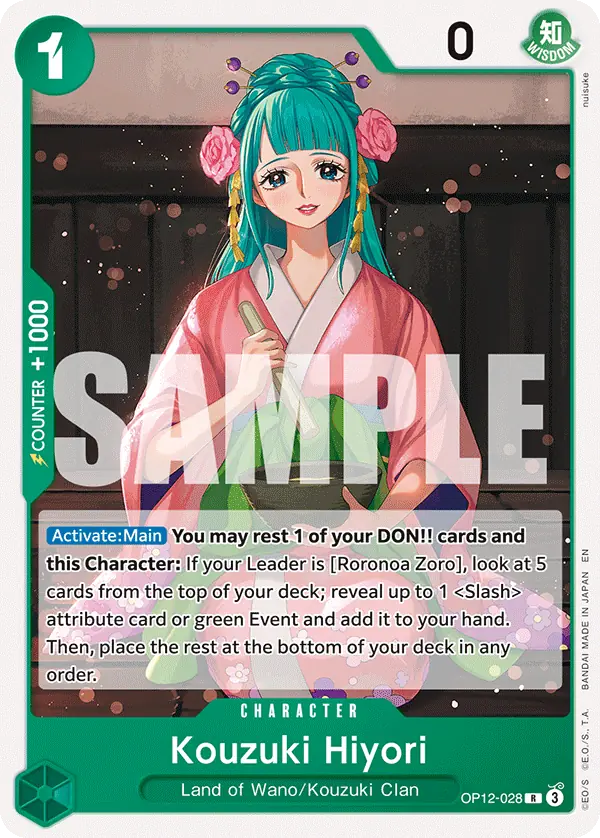 1
0
知
WISDOM
nuisuke
COUNTER +1000
SAMPLE
Activate:Main You may rest 1 of your DON!! cards and
this Character: If your Leader is [Roronoa Zoro], look at 5
cards from the top of your deck; reveal up to 1 <Slash>
attribute card or green Event and add it to your hand.
Then, place the rest at the bottom of your deck in any
order.
©E.O/S ©E.O./S., T.A. BANDAI MADE IN JAPAN EN
CHARACTER
Kouzuki Hiyori
Land of Wano/Kouzuki Clan
OP12-028 R 3